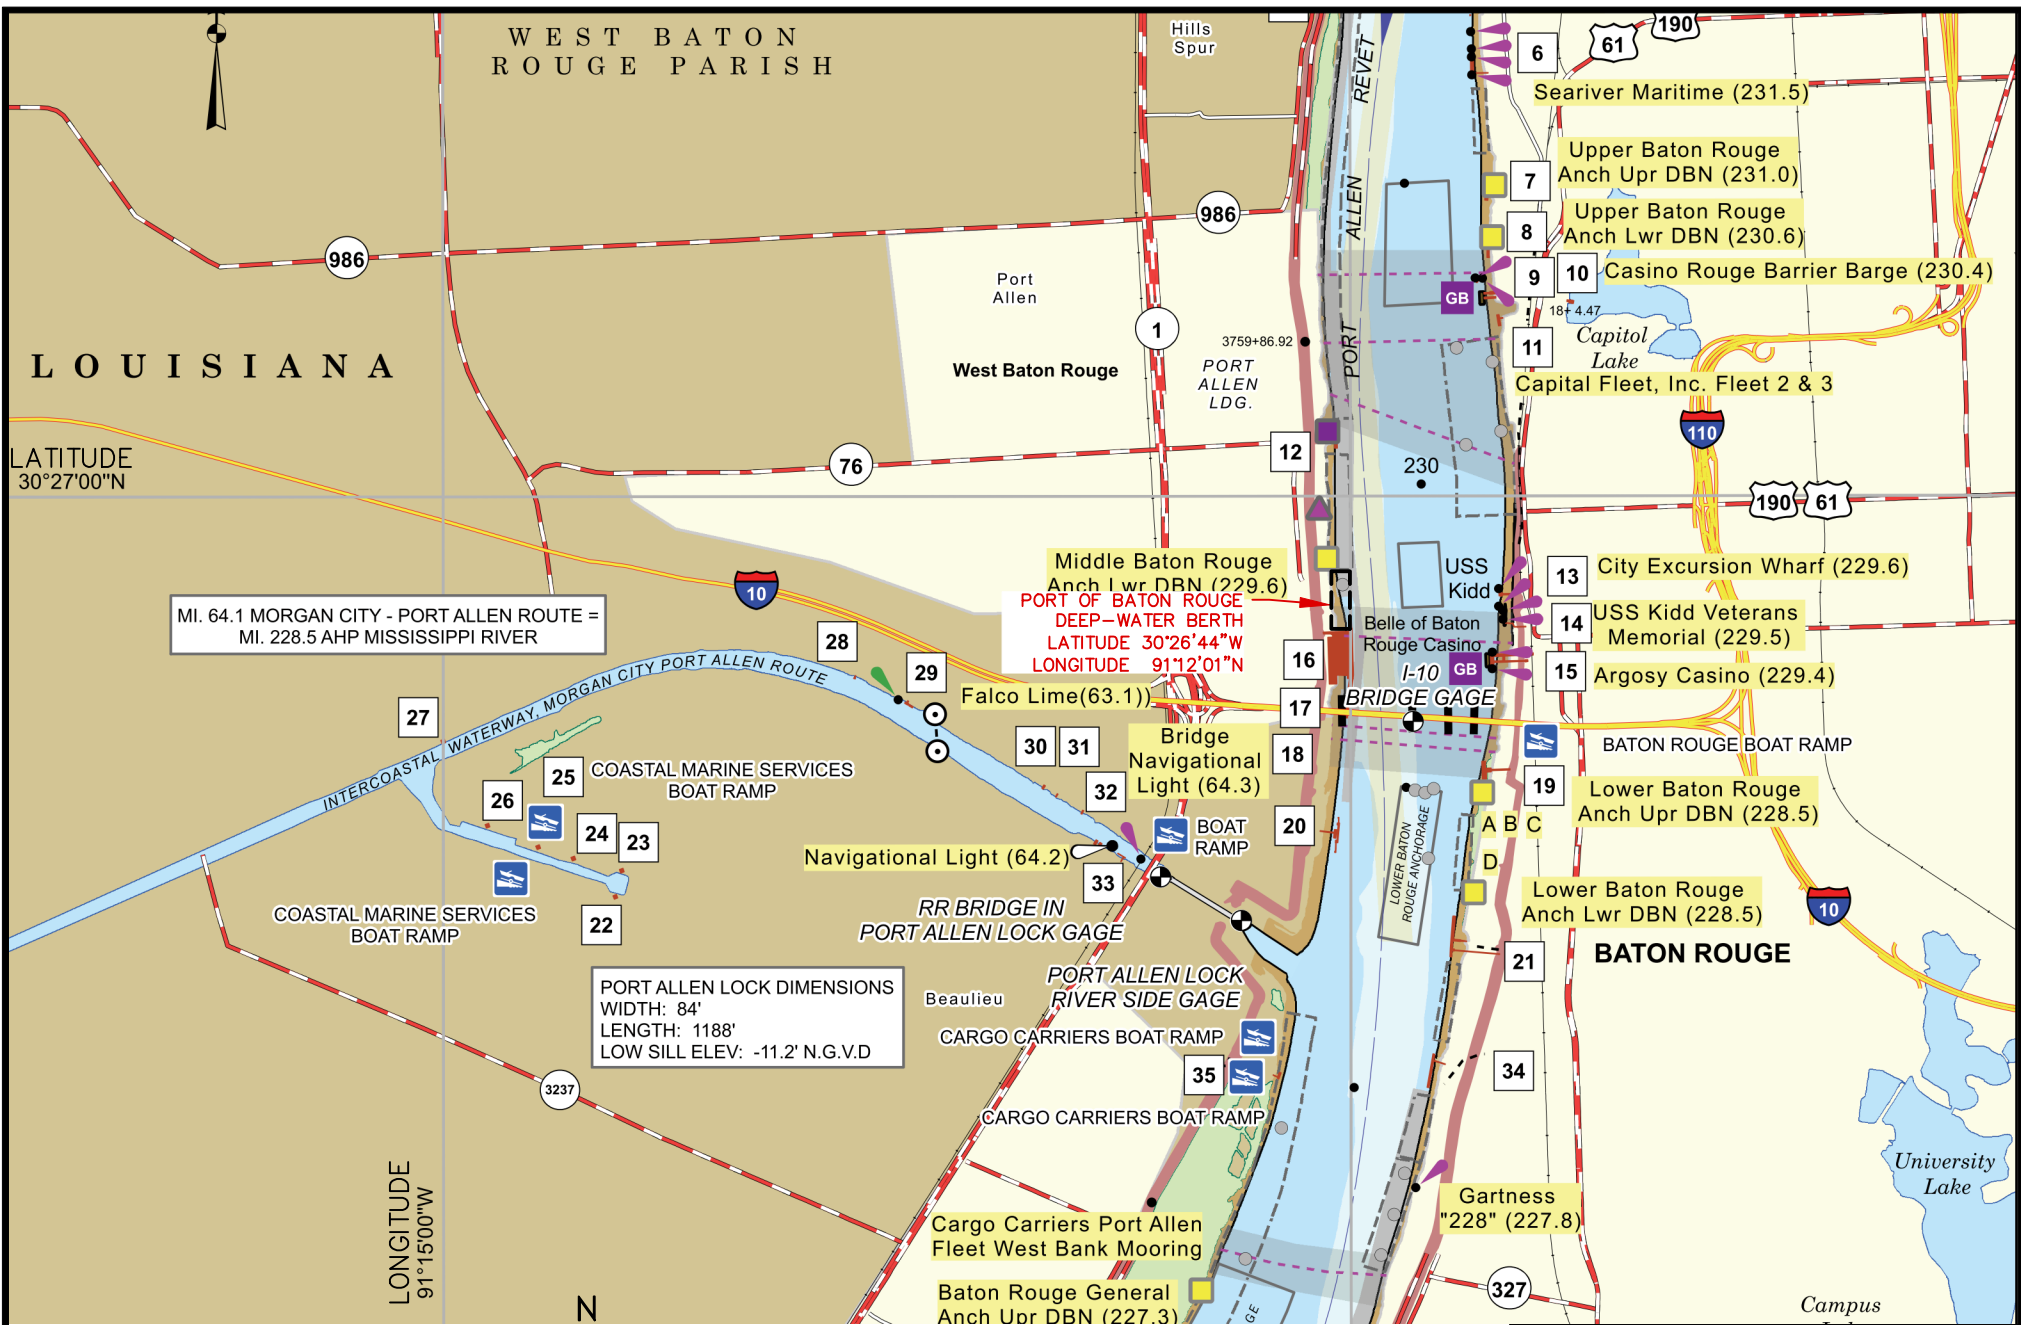 WEST BATON
ROUGE PARISH
Hills
Spur
REVET
ALLEN
PORT
6
61
190
Seariver Maritime (231.5)
7
Upper Baton Rouge
Anch Upr DBN (231.0)
8
Upper Baton Rouge
Anch Lwr DBN (230.6)
986
986
9
10
Casino Rouge Barrier Barge (230.4)
GB
18+ 4.47
Port
Allen
1
3759+86.92
11
Capitol
Lake
LOUISIANA
West Baton Rouge
PORT
ALLEN
LDG.
Capital Fleet, Inc. Fleet 2 & 3
110
LATITUDE
30°27'00"N
76
12
230
190
61
Middle Baton Rouge
Anch Lwr DBN (229.6)
USS
Kidd
13
City Excursion Wharf (229.6)
10
PORT OF BATON ROUGE
DEEP-WATER BERTH
LATITUDE 30°26'44"W
LONGITUDE 91°12'01"N
MI. 64.1 MORGAN CITY - PORT ALLEN ROUTE =
MI. 228.5 AHP MISSISSIPPI RIVER
Belle of Baton
Rouge Casino
14
USS Kidd Veterans
Memorial (229.5)
28
29
16
GB
15
Argosy Casino (229.4)
I-10
BRIDGE GAGE
Falco Lime(63.1))
17
27
INTERCOASTAL WATERWAY, MORGAN CITY PORT ALLEN ROUTE
30
31
Bridge
Navigational
Light (64.3)
18
BATON ROUGE BOAT RAMP
25
COASTAL MARINE SERVICES
BOAT RAMP
26
32
19
Lower Baton Rouge
Anch Upr DBN (228.5)
24
23
20
BOAT
RAMP
A B C
D
LOWER BATON
ROUGE ANCHORAGE
Navigational Light (64.2)
33
COASTAL MARINE SERVICES
BOAT RAMP
22
RR BRIDGE IN
PORT ALLEN LOCK GAGE
Lower Baton Rouge
Anch Lwr DBN (228.5)
10
BATON ROUGE
21
PORT ALLEN LOCK DIMENSIONS
WIDTH: 84'
LENGTH: 1188'
LOW SILL ELEV: -11.2' N.G.V.D
Beaulieu
PORT ALLEN LOCK
RIVER SIDE GAGE
CARGO CARRIERS BOAT RAMP
35
34
3237
CARGO CARRIERS BOAT RAMP
University
Lake
LONGITUDE
91°15'00"W
Cargo Carriers Port Allen
Fleet West Bank Mooring
Gartness
"228" (227.8)
Baton Rouge General
Anch Upr DBN (227.3)
327
N
Campus